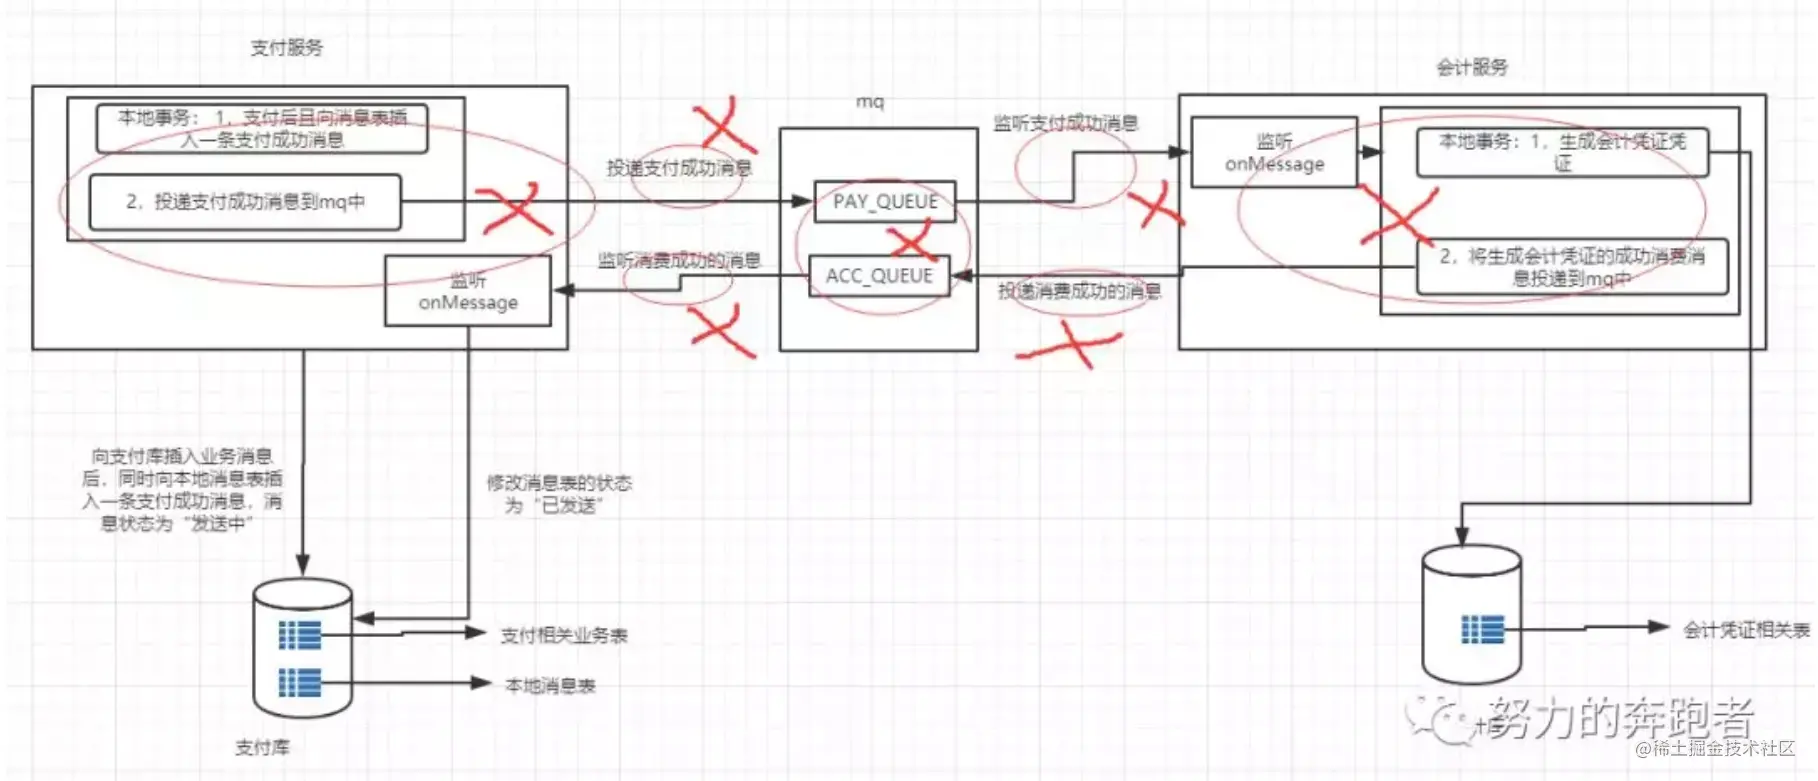 支付服务
会计服务
mq
本地事务：1，支付后且向消息表插
入一条支付成功消息
2，投递支付成功消息到mq中
监听
onMessage
投递支付成功消息
监听消费成功的消息
PAY_QUEUE
ACC_QUEUE
监听支付成功消息
投递消费成功的消息
监听
onMessage
本地事务：1，生成会计凭证凭
证
2，将生成会计凭证的成功消费消
息投递到mq中
向支付库插入业务消息
后，同时向本地消息表插
入一条支付成功消息，消
息状态为“发送中”
修改消息表的状态
为“已发送”
支付相关业务表
本地消息表
支付库
会计凭证相关表
努力的奔跑者
@稀土掘金技术社区